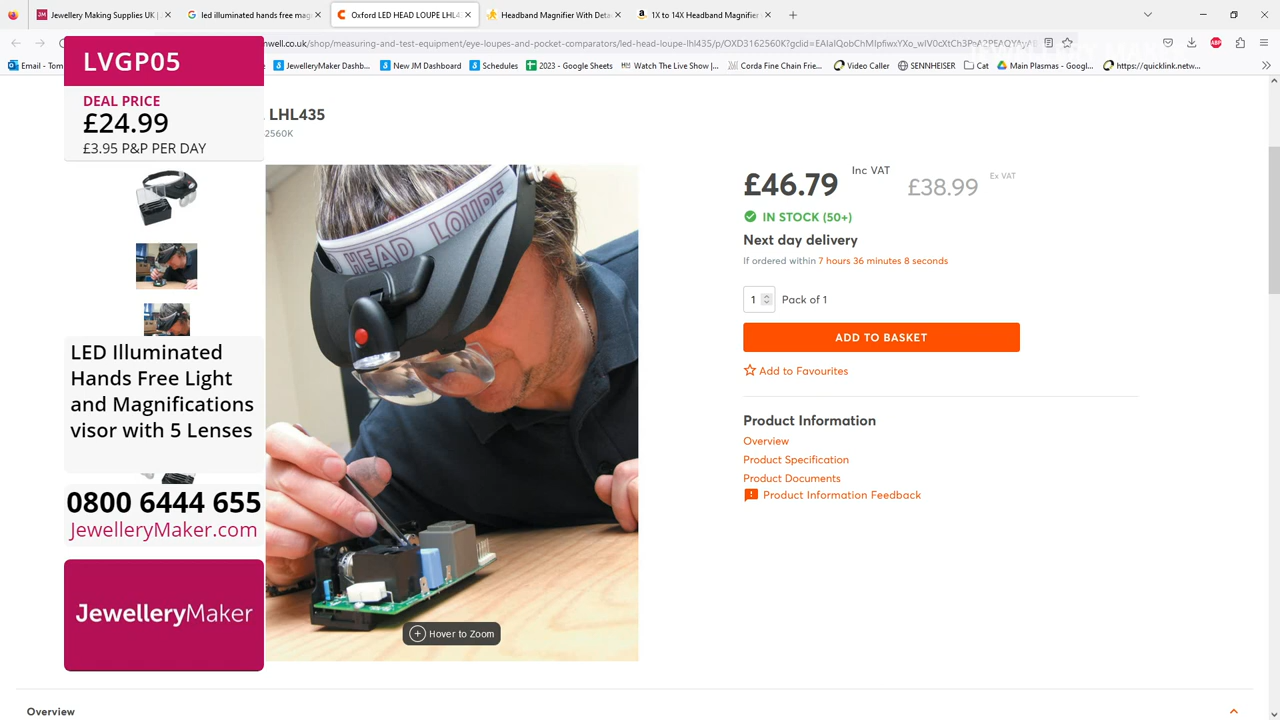 Jewellery Making Supplies UK |
led illuminated hands free mag
Oxford LED HEAD LOUPE LHL4
Headband Magnifier With Deta
1X to 14X Headband Magnifier
Email - Tom
JewelleryMaker Dashb...
New JM Dashboard
Schedules
2023 - Google Sheets
Watch The Live Show |...
Corda Fine Chain Frie...
Video Caller
SENNHEISER
Cat
Main Plasmas - Googl...
https://quicklink.netw...
LVGP05
DEAL PRICE
£24.99
£3.95 P&P PER DAY
LHL435
2560K
HEAD LOUPE
£46.79 Inc VAT £38.99 Ex VAT
IN STOCK (50+)
Next day delivery
If ordered within 7 hours 36 minutes 8 seconds
1 Pack of 1
ADD TO BASKET
Add to Favourites
LED Illuminated
Hands Free Light
and Magnifications
visor with 5 Lenses
Product Information
Overview
Product Specification
Product Documents
Product Information Feedback
0800 6444 655
JewelleryMaker.com
JewelleryMaker
Hover to Zoom
Overview